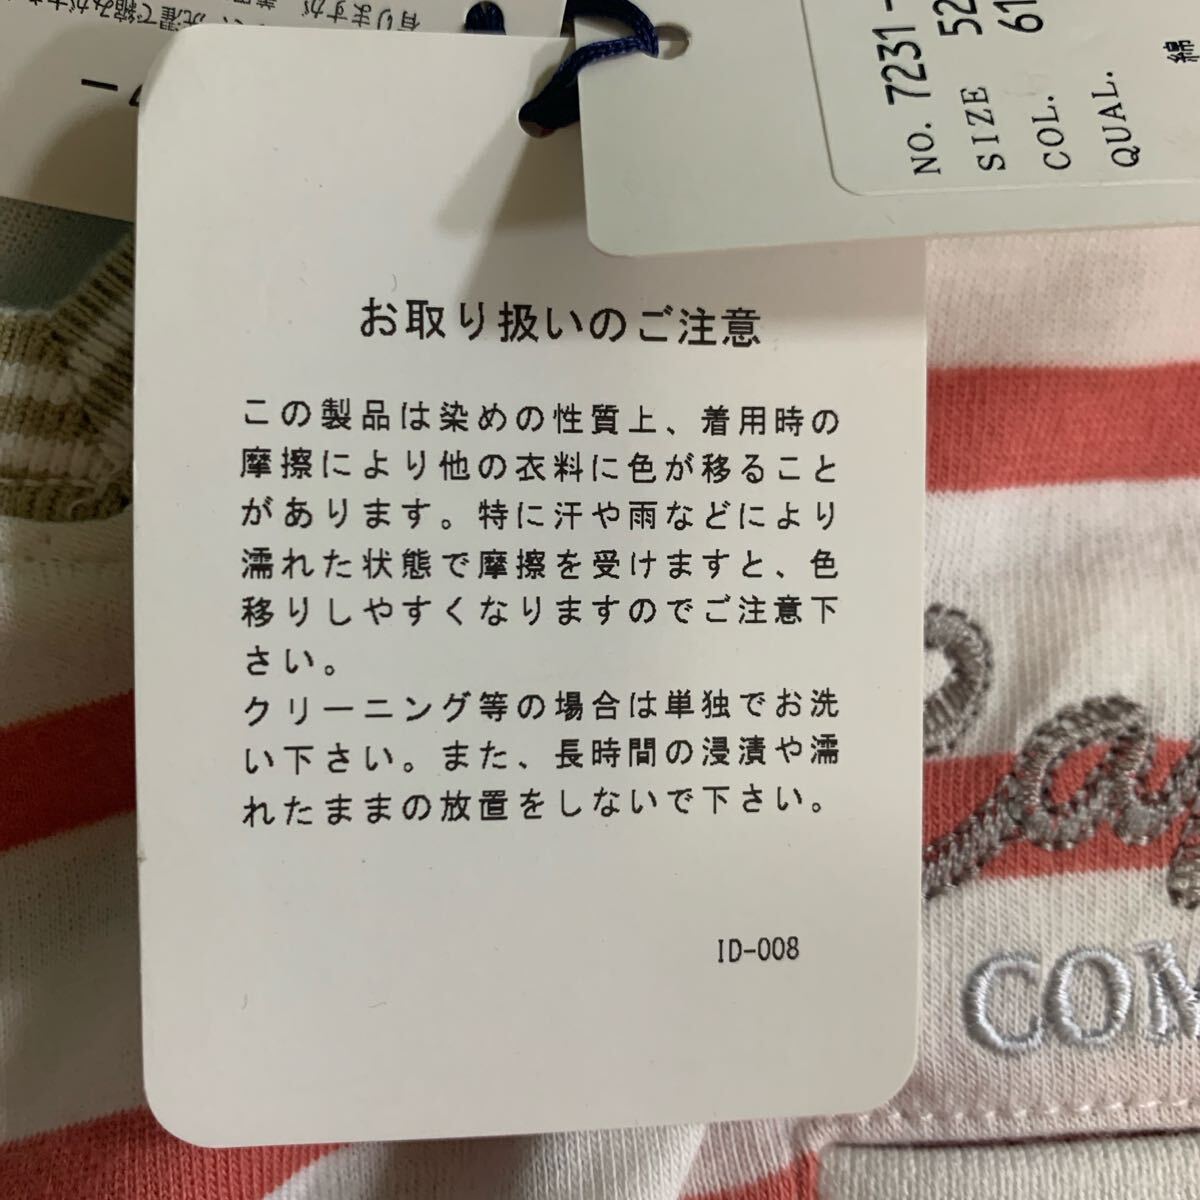 お取り扱いのご注意
この製品は染めの性質上、着用時の
摩擦により他の衣料に色が移ること
があります。特に汗や雨などにより
濡れた状態で摩擦を受けますと、色
移りしやすくなりますのでご注意下
さい。
クリーニング等の場合は単独でお洗
い下さい。また、長時間の浸漬や濡
れたままの放置をしないで下さい。
ID-008
NO. 7231-
SIZE 52
COL. 61
QUAL.
綿
COM